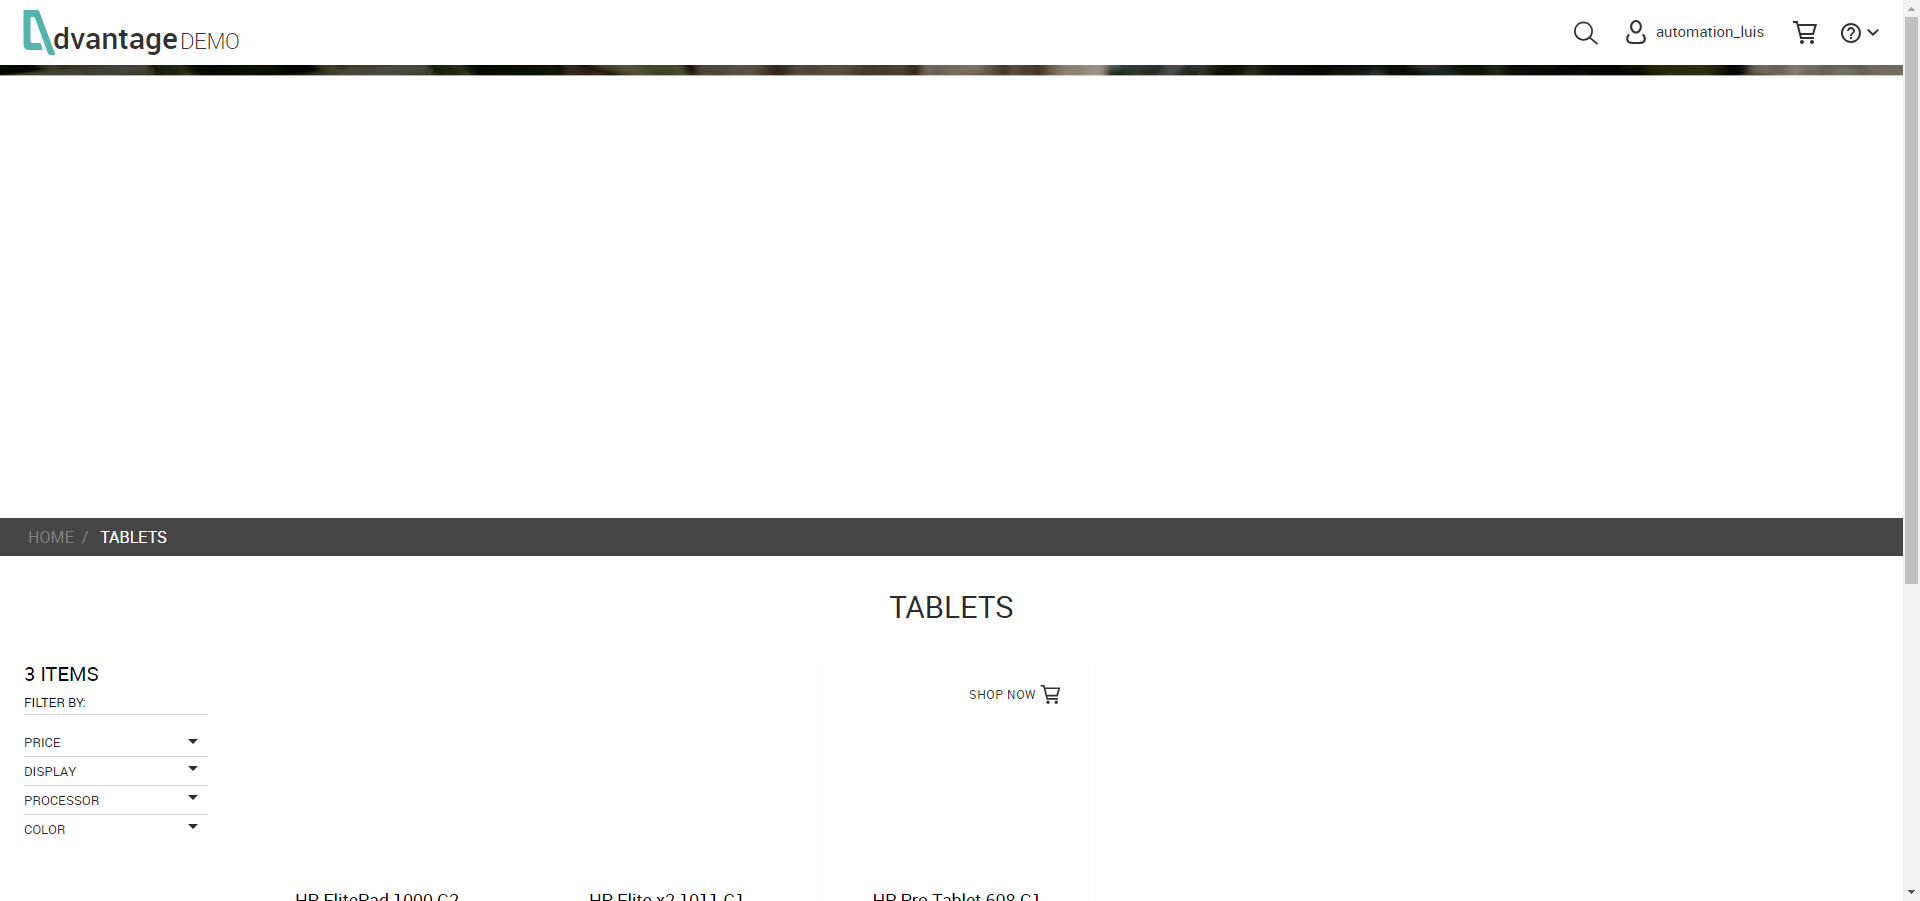 dvantage DEMO
automation_luis
HOME / TABLETS
TABLETS
3 ITEMS
FILTER BY:
PRICE
DISPLAY
PROCESSOR
COLOR
SHOP NOW
HP ElitePad 1000 G2
HP Elite x2 1011 G1
HP Pro Tablet 608 G1